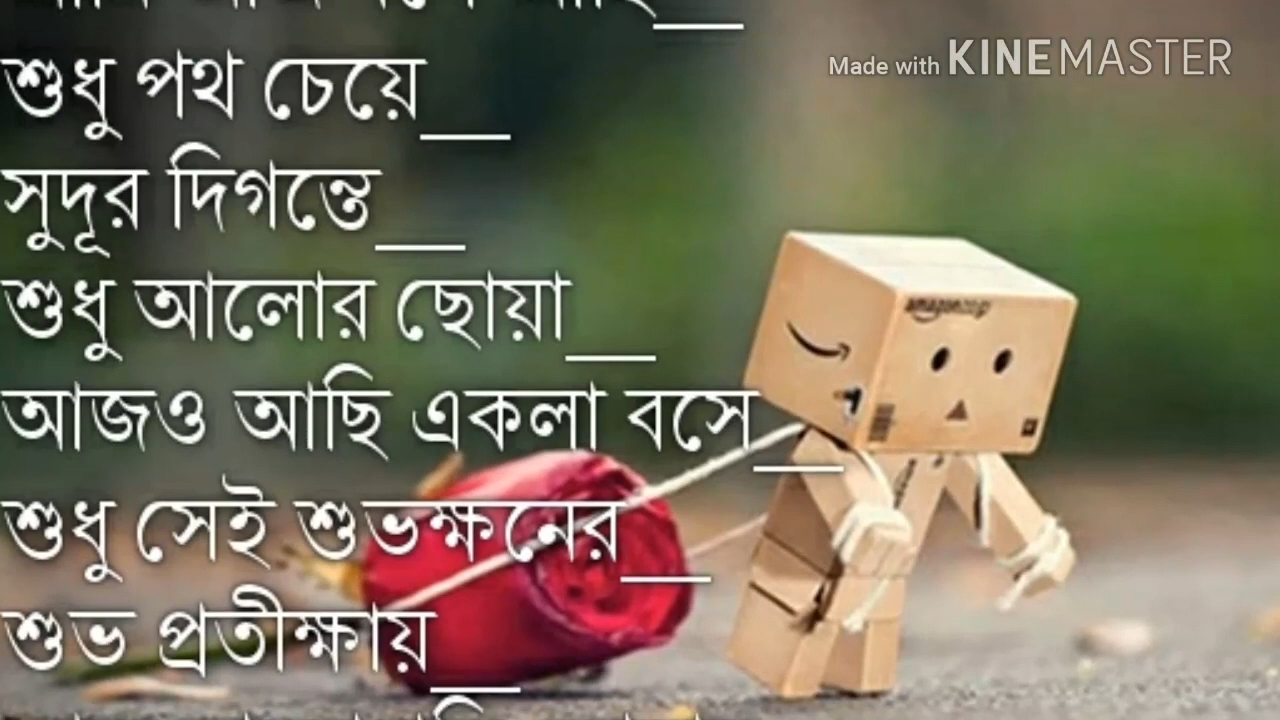 Made with KINEMASTER
শুধু পথ চেয়ে__
সুদূর দিগন্তে__
শুধু আলোর ছোয়া__
আজও আছি একলা বসে__
শুধু সেই শুভক্ষনের__
শুভ প্রতীক্ষায়__
amazon